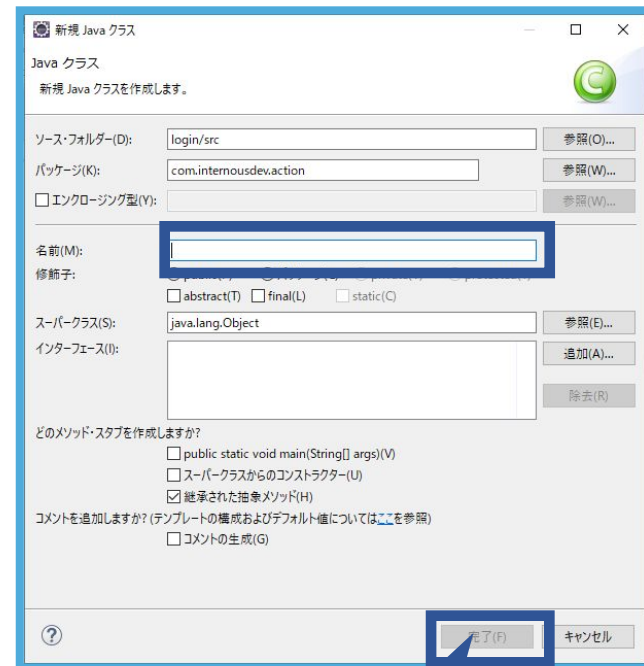 新規 Java クラス
Java クラス
新規 Java クラスを作成します。
ソース・フォルダー(D): login/src 参照(O)...
パッケージ(K): com.internousdev.action 参照(W)...
エンクロージング型(Y): 参照(W)...
名前(M):
修飾子:
abstract(T) final(L) static(C)
スーパークラス(S): java.lang.Object 参照(E)...
インターフェース(I): 追加(A)...
除去(R)
どのメソッド・スタブを作成しますか?
public static void main(String[] args)(V)
スーパークラスからのコンストラクター(U)
継承された抽象メソッド(H)
コメントを追加しますか? (テンプレートの構成およびデフォルト値についてはここを参照)
コメントの生成(G)
完了(F) キャンセル